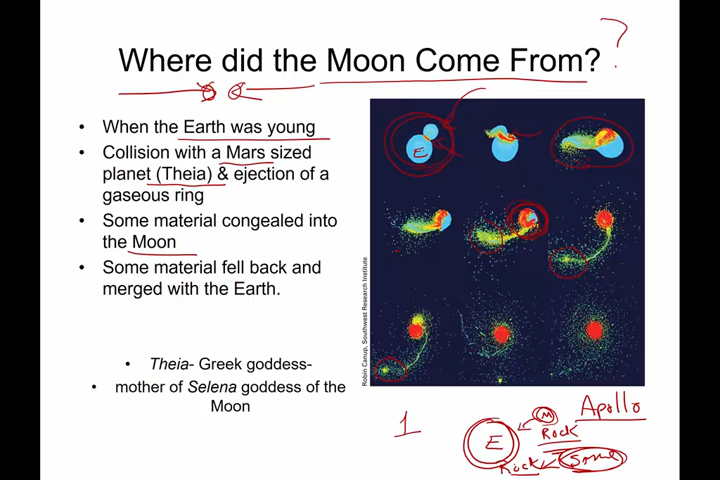 Where did the Moon Come From?
?
• When the Earth was young
• Collision with a Mars sized
planet (Theia) & ejection of a
gaseous ring
• Some material congealed into
the Moon
• Some material fell back and
merged with the Earth.
• Theia- Greek goddess-
• mother of Selena goddess of the
Moon
E
Robin Canup, Southwest Research Institute
1
E
M
Apollo
Rock
Rock
Same